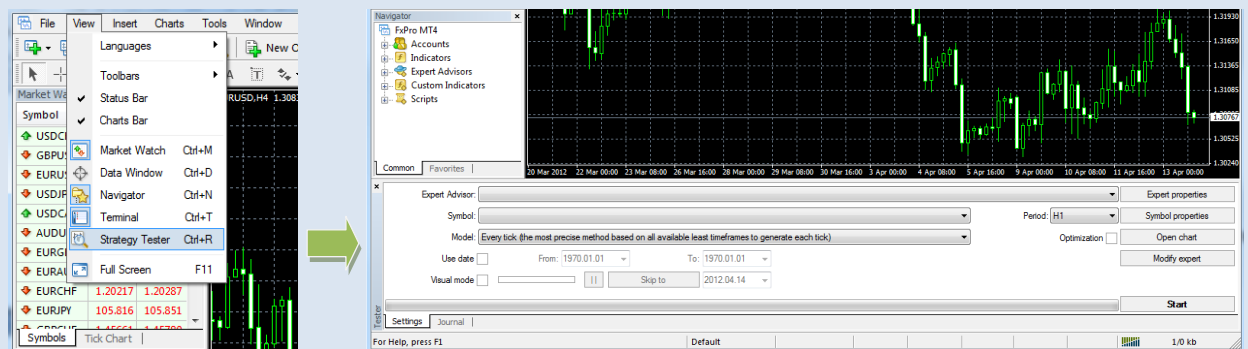 File View Insert Charts Tools Window
Languages
New
Toolbars
Status Bar
Charts Bar
Market Watch Ctrl+M
Data Window Ctrl+D
Navigator Ctrl+N
Terminal Ctrl+T
Strategy Tester Ctrl+R
Full Screen F11
Market
Symbol
EURCHF 1.20217 1.20287
EURJPY 105.816 105.851
Symbols Tick Chart
Navigator
FxPro MT4
Accounts
Indicators
Expert Advisors
Custom Indicators
Scripts
Common Favorites
1.31930
1.31650
1.31365
1.31085
1.30767
1.30525
1.30240
20 Mar 2012 22 Mar 00:00 23 Mar 08:00 26 Mar 16:00 28 Mar 00:00 29 Mar 08:00 30 Mar 16:00 3 Apr 00:00 4 Apr 08:00 5 Apr 16:00 9 Apr 00:00 10 Apr 08:00 11 Apr 16:00 13 Apr 00:00
Expert Advisor: Expert properties
Symbol: Period: H1 Symbol properties
Model: Every tick (the most precise method based on all available least timeframes to generate each tick) Optimization Open chart
Use date From: 1970.01.01 To: 1970.01.01 Modify expert
Visual mode Skip to 2012.04.14
Start
Tester
Settings Journal
For Help, press F1 Default 1/0 kb